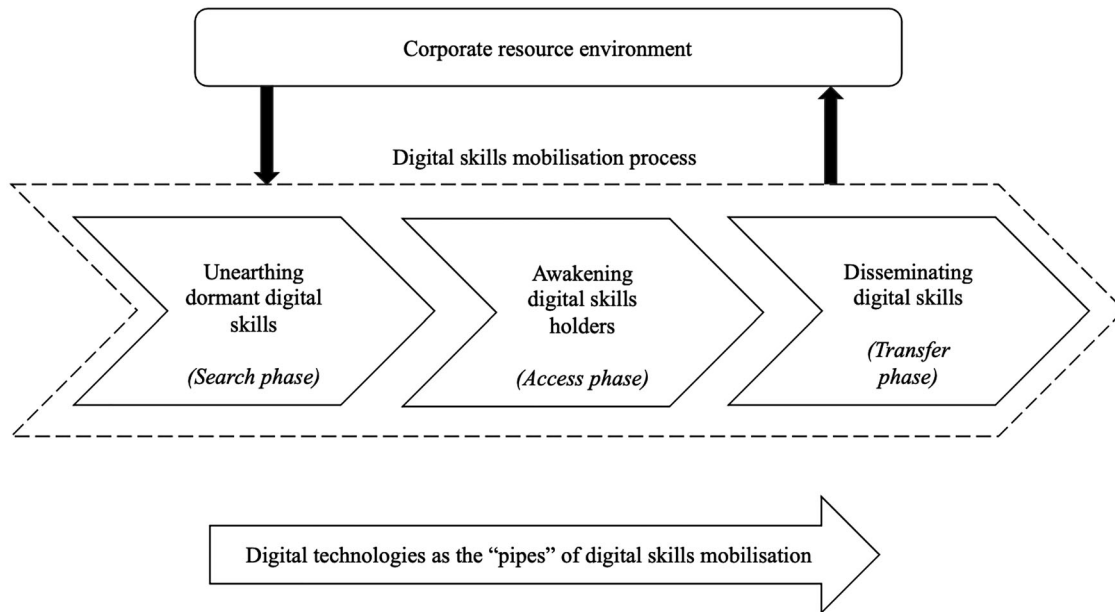 Corporate resource environment
Digital skills mobilisation process
Unearthing
dormant digital
skills
(Search phase)
Awakening
digital skills
holders
(Access phase)
Disseminating
digital skills
(Transfer
phase)
Digital technologies as the “pipes” of digital skills mobilisation